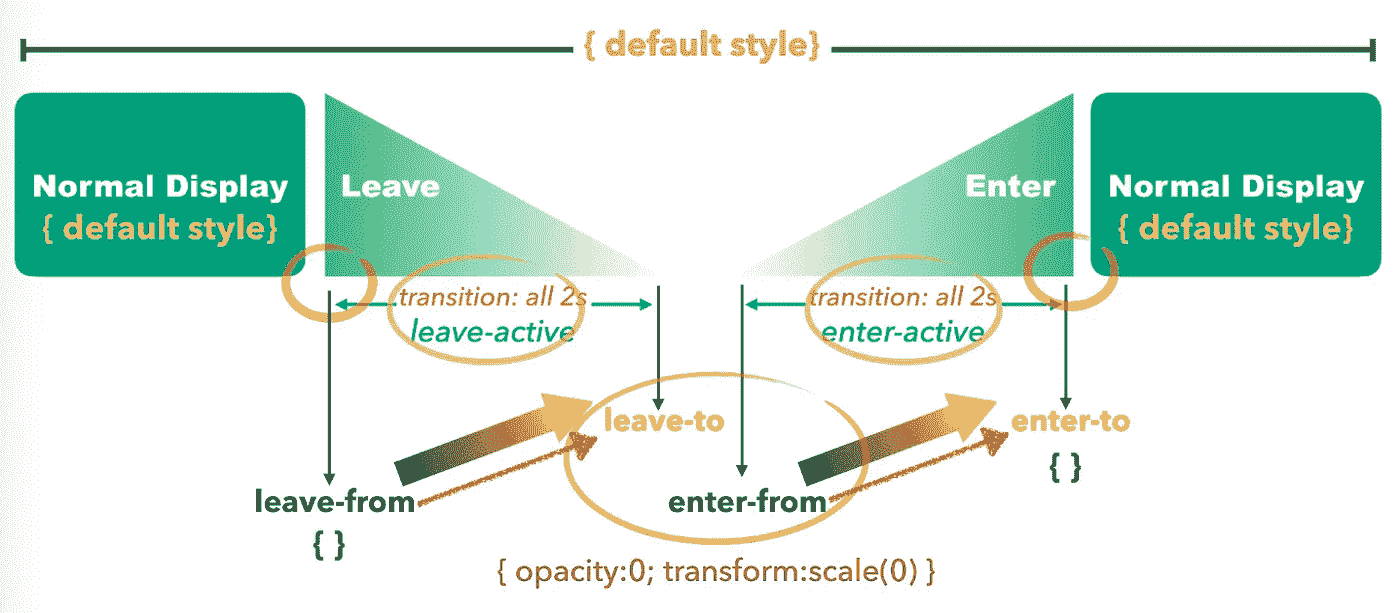 { default style}
Normal Display
{ default style}
Leave
Enter
Normal Display
{ default style}
transition: all 2s
leave-active
transition: all 2s
enter-active
leave-to
enter-to
{ }
leave-from
{ }
enter-from
{ opacity:0; transform:scale(0) }